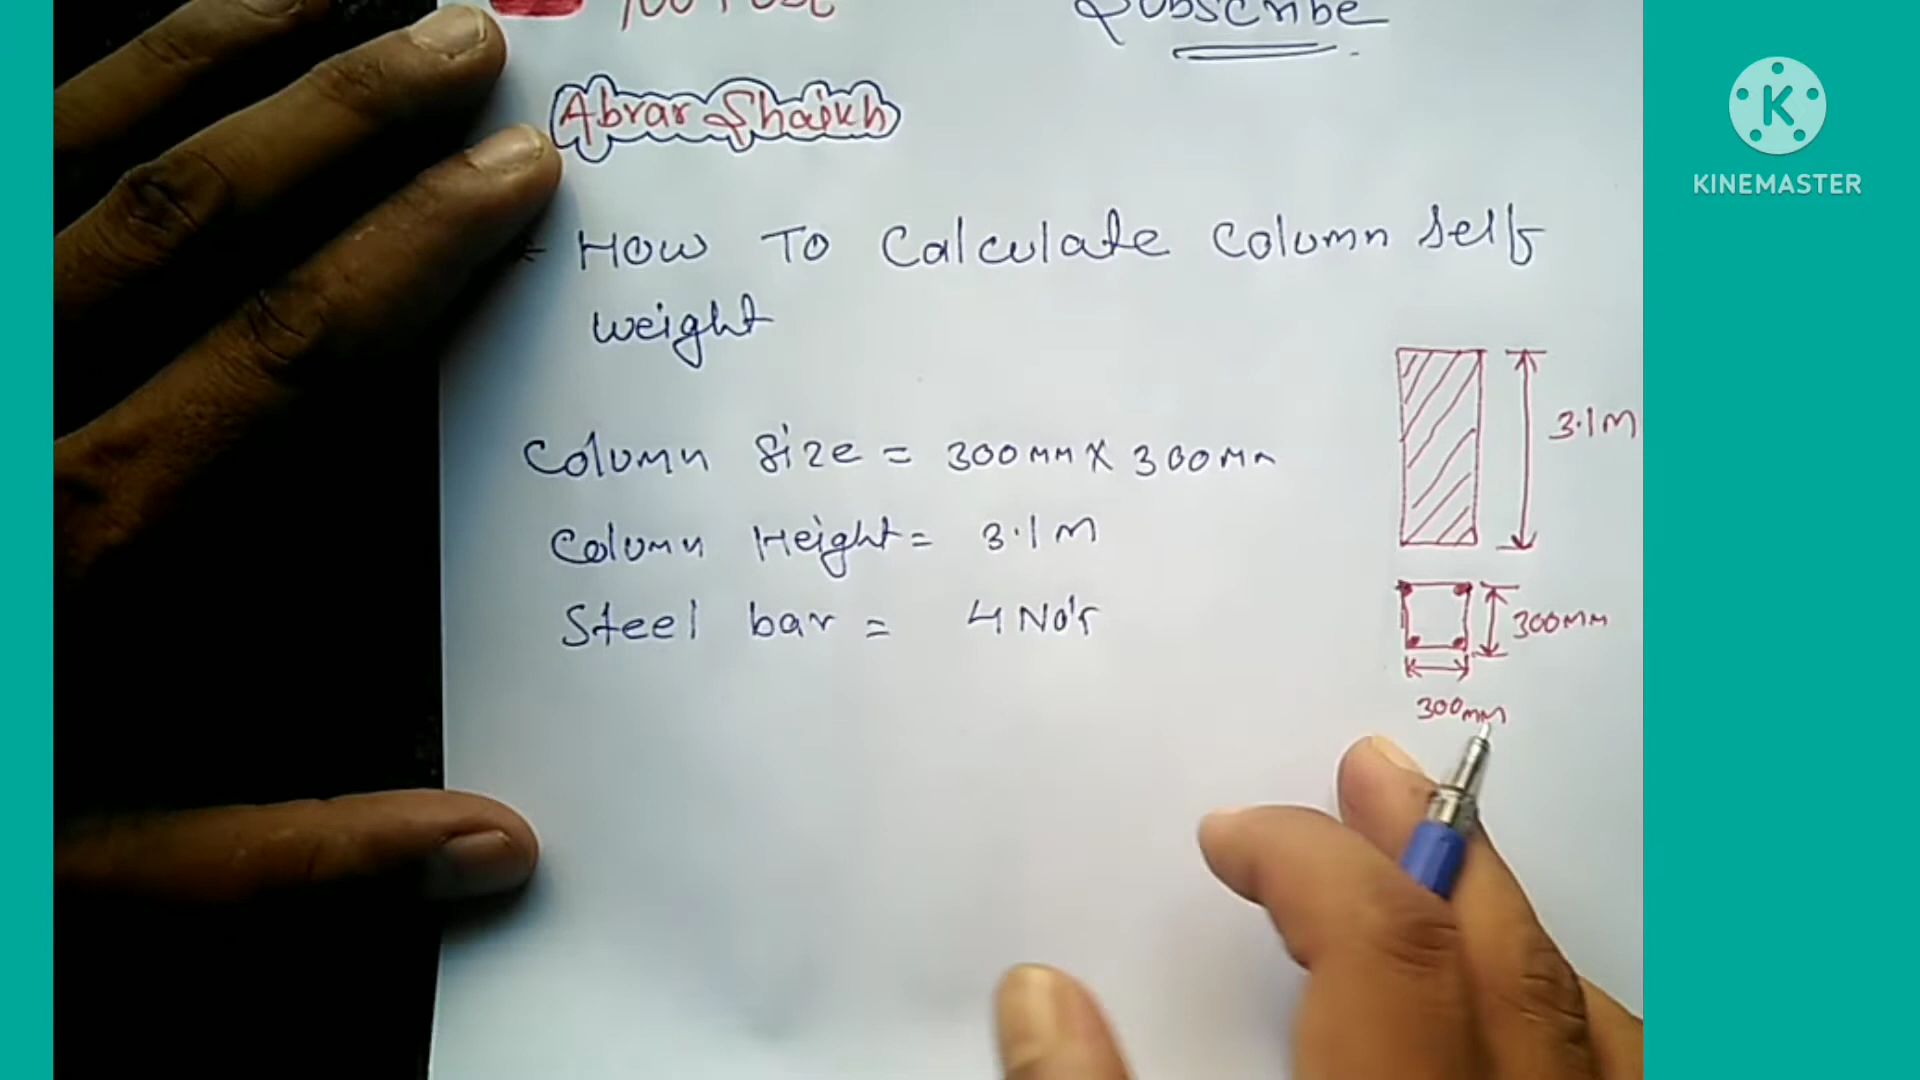 Subscribe
Abrar Shaikh
How To Calculate Column Self
weight
Column Size = 300mm x 300mm
Column Height = 3.1m
Steel bar = 4 No's
3.1m
300mm
300mm
KINEMASTER